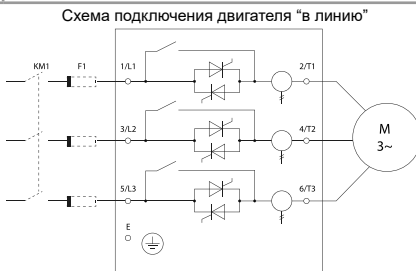 Схема подключения двигателя “в линию”
KM1
F1
1/L1
2/T1
3/L2
4/T2
M
3~
5/L3
6/T3
E